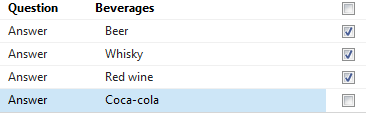 Question Beverages
Answer Beer
Answer Whisky
Answer Red wine
Answer Coca-cola